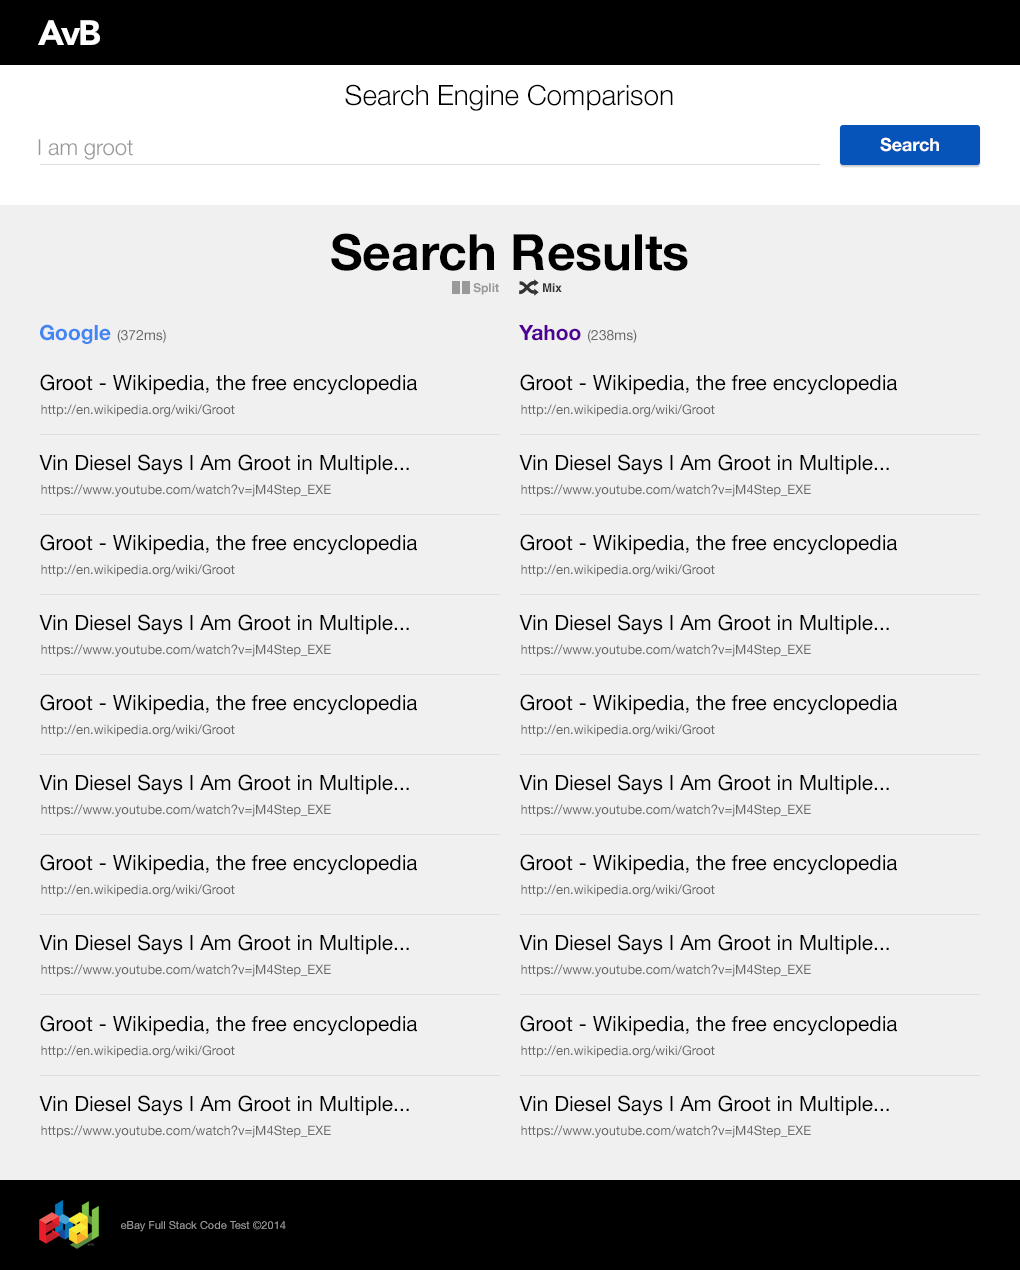 AvB
Search Engine Comparison
I am groot
Search
Search Results
Split Mix
Google (372ms)
Groot - Wikipedia, the free encyclopedia
http://en.wikipedia.org/wiki/Groot
Vin Diesel Says I Am Groot in Multiple...
https://www.youtube.com/watch?v=jM4Step_EXE
Groot - Wikipedia, the free encyclopedia
http://en.wikipedia.org/wiki/Groot
Vin Diesel Says I Am Groot in Multiple...
https://www.youtube.com/watch?v=jM4Step_EXE
Groot - Wikipedia, the free encyclopedia
http://en.wikipedia.org/wiki/Groot
Vin Diesel Says I Am Groot in Multiple...
https://www.youtube.com/watch?v=jM4Step_EXE
Groot - Wikipedia, the free encyclopedia
http://en.wikipedia.org/wiki/Groot
Vin Diesel Says I Am Groot in Multiple...
https://www.youtube.com/watch?v=jM4Step_EXE
Groot - Wikipedia, the free encyclopedia
http://en.wikipedia.org/wiki/Groot
Vin Diesel Says I Am Groot in Multiple...
https://www.youtube.com/watch?v=jM4Step_EXE
Yahoo (238ms)
Groot - Wikipedia, the free encyclopedia
http://en.wikipedia.org/wiki/Groot
Vin Diesel Says I Am Groot in Multiple...
https://www.youtube.com/watch?v=jM4Step_EXE
Groot - Wikipedia, the free encyclopedia
http://en.wikipedia.org/wiki/Groot
Vin Diesel Says I Am Groot in Multiple...
https://www.youtube.com/watch?v=jM4Step_EXE
Groot - Wikipedia, the free encyclopedia
http://en.wikipedia.org/wiki/Groot
Vin Diesel Says I Am Groot in Multiple...
https://www.youtube.com/watch?v=jM4Step_EXE
Groot - Wikipedia, the free encyclopedia
http://en.wikipedia.org/wiki/Groot
Vin Diesel Says I Am Groot in Multiple...
https://www.youtube.com/watch?v=jM4Step_EXE
Groot - Wikipedia, the free encyclopedia
http://en.wikipedia.org/wiki/Groot
Vin Diesel Says I Am Groot in Multiple...
https://www.youtube.com/watch?v=jM4Step_EXE
ebay
eBay Full Stack Code Test ©2014